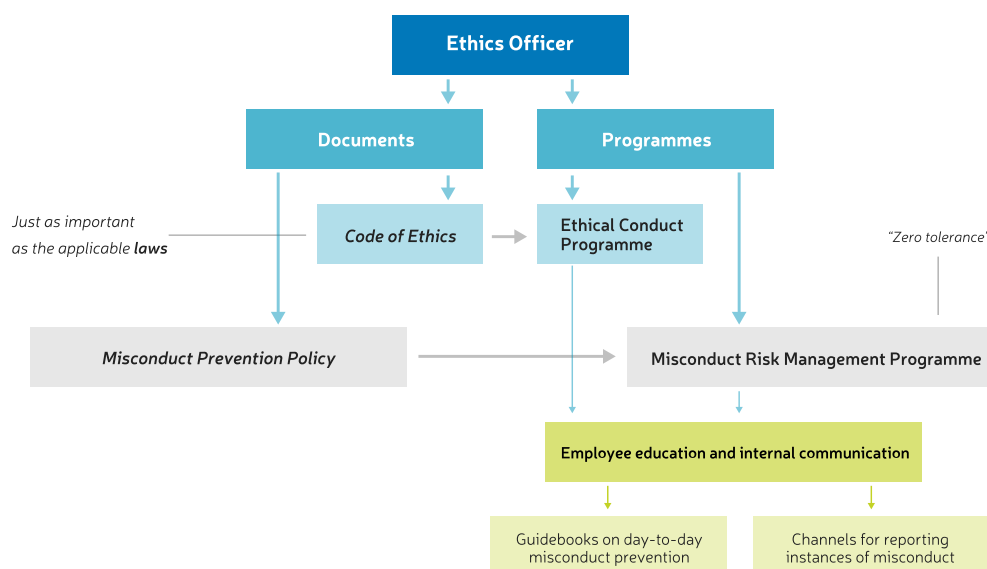 Ethics Officer
Documents
Programmes
Just as important
as the applicable laws
Code of Ethics
Ethical Conduct
Programme
“Zero tolerance”
Misconduct Prevention Policy
Misconduct Risk Management Programme
Employee education and internal communication
Guidebooks on day-to-day
misconduct prevention
Channels for reporting
instances of misconduct